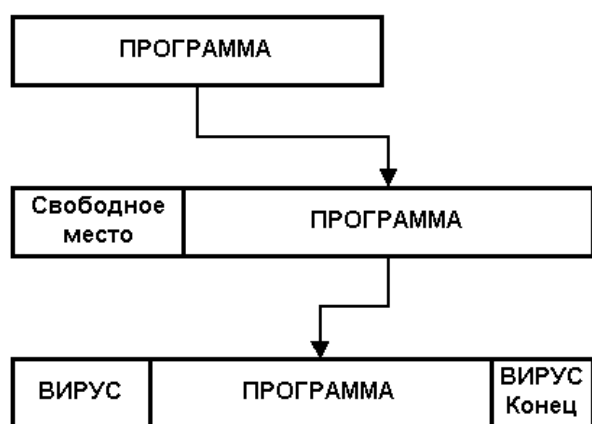 ПРОГРАММА
Свободное
место
ПРОГРАММА
ВИРУС
ПРОГРАММА
ВИРУС
Конец